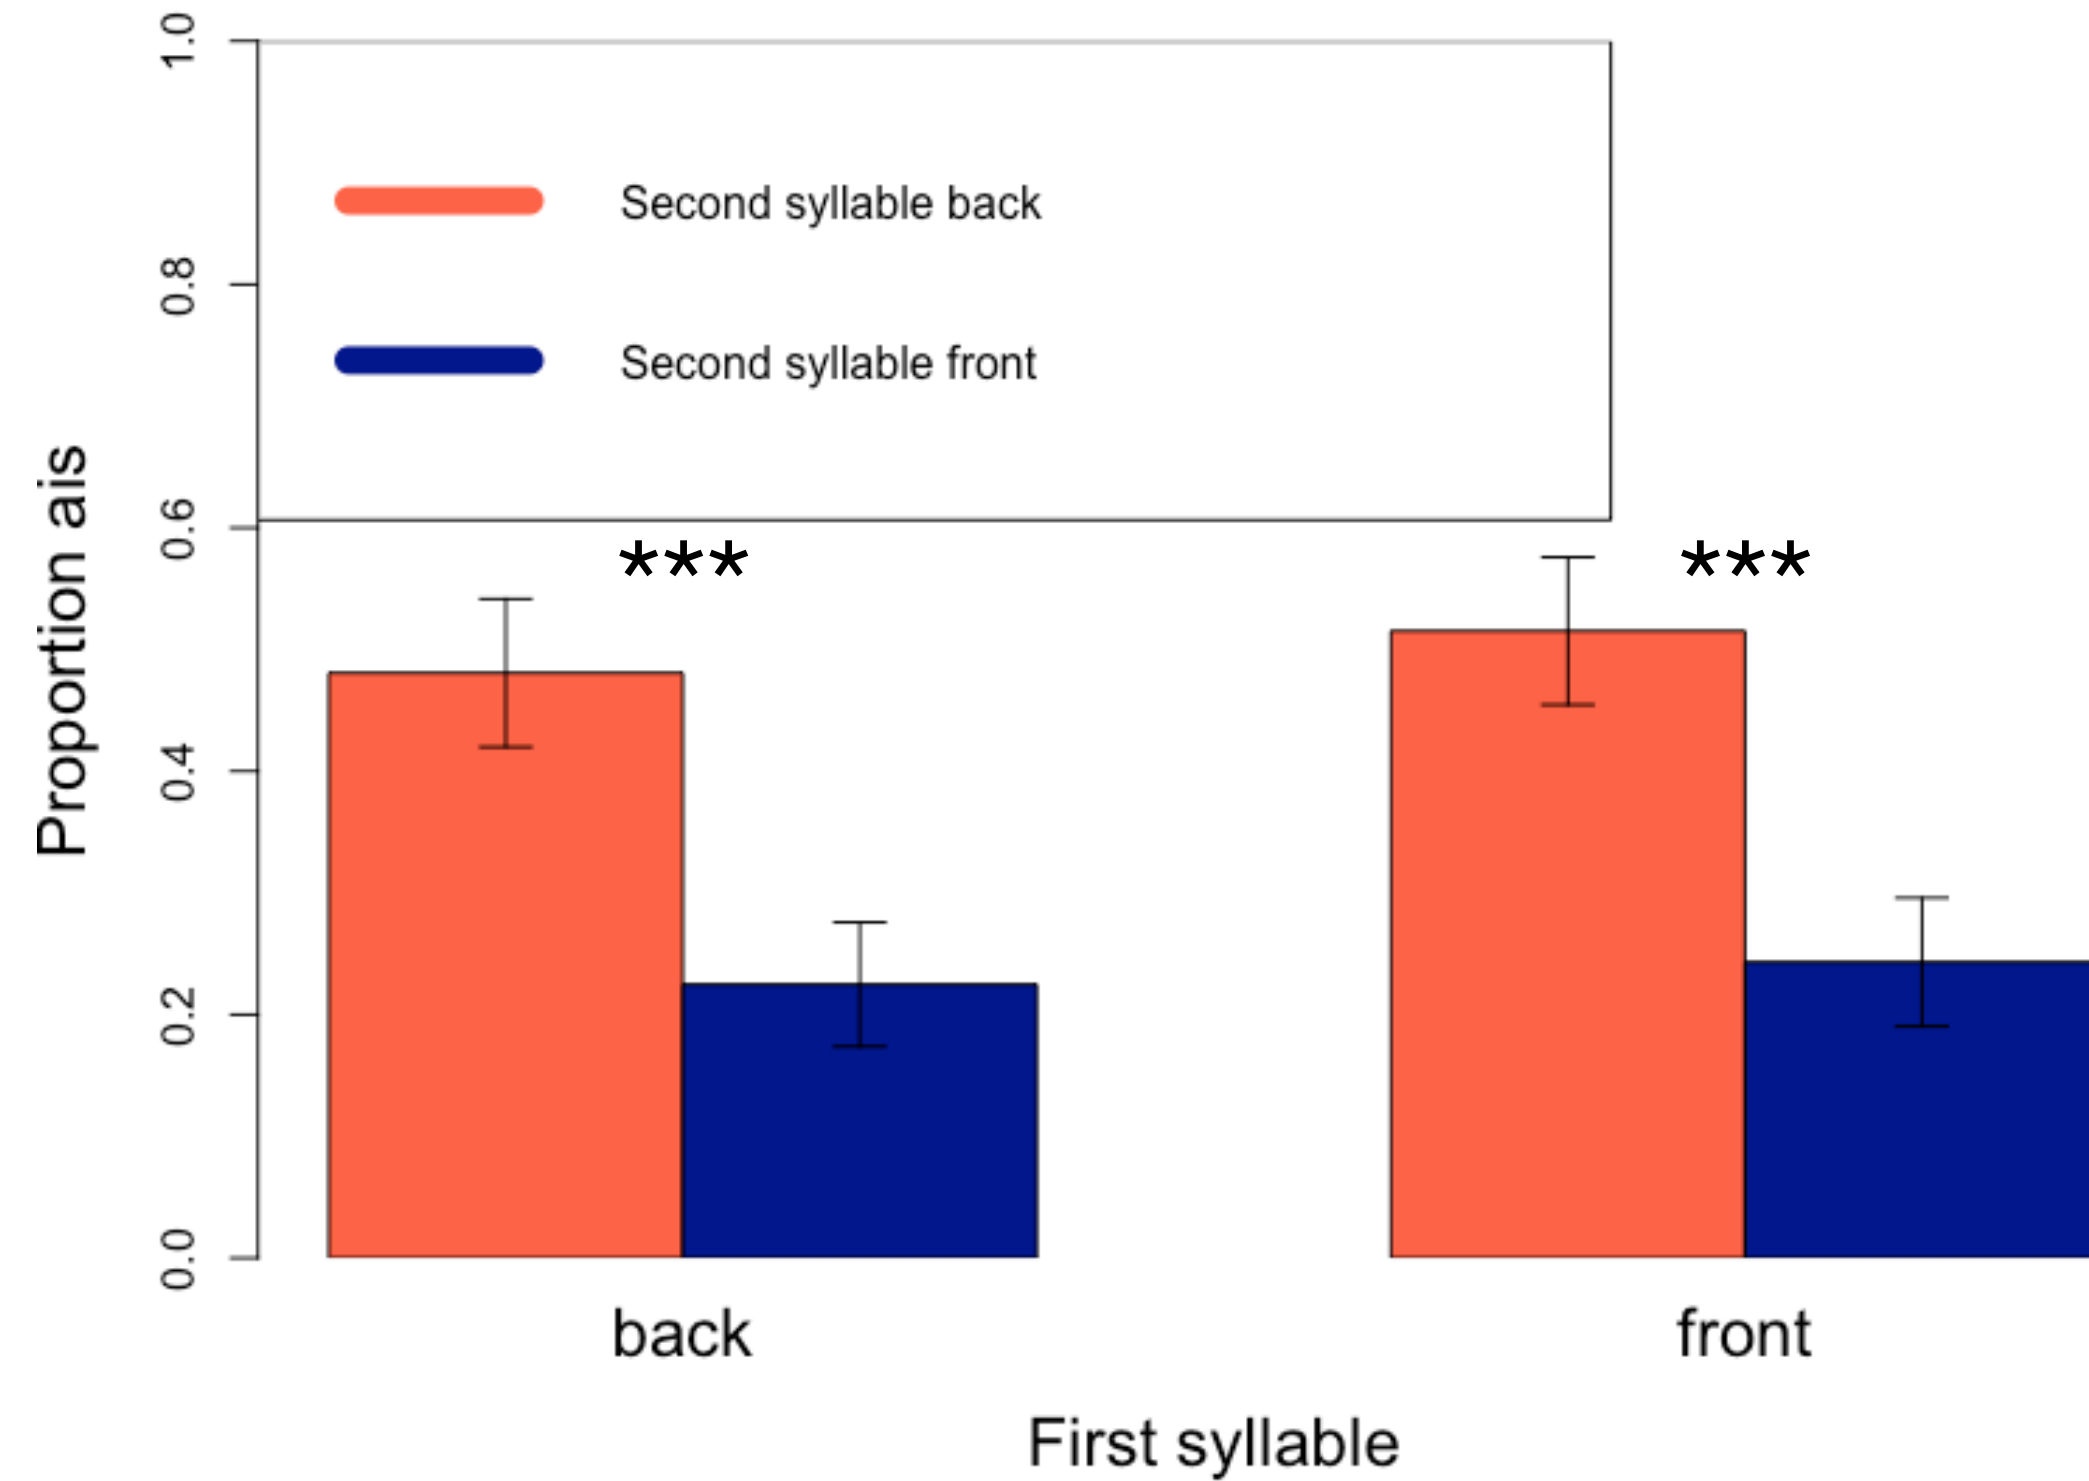 1.0
0.8
0.6
0.4
0.2
0.0
Proportion ais
Second syllable back
Second syllable front
***
***
back
front
First syllable